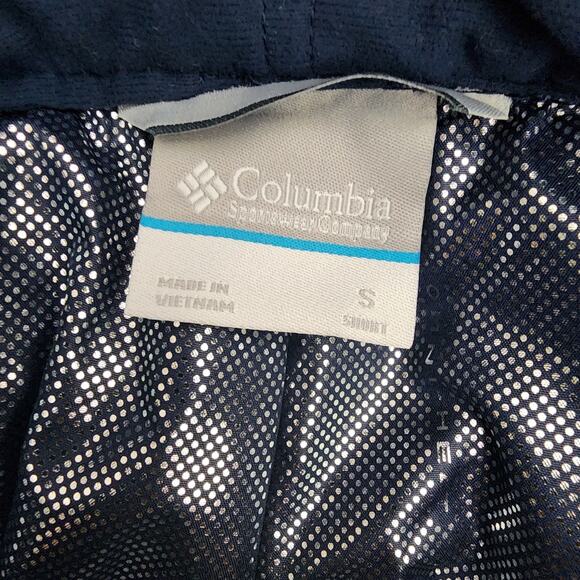 Columbia
Sportswear Company
MADE IN
VIETNAM
S
SHORT